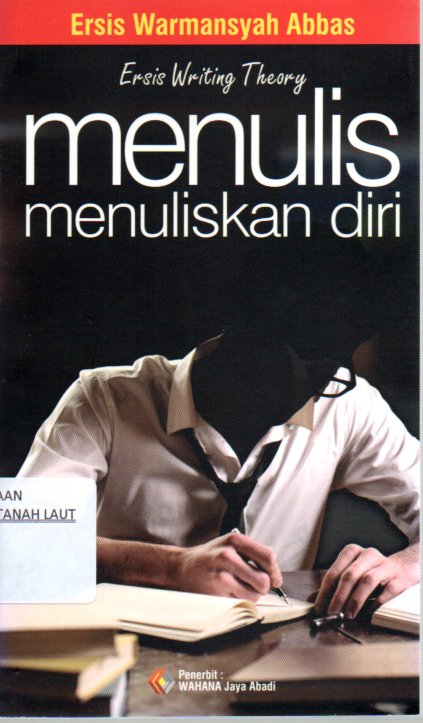 Ersis Warmansyah Abbas
Ersis Writing Theory
menulis
menuliskan diri
AAN
TANAH LAUT
Penerbit :
WAHANA Jaya Abadi